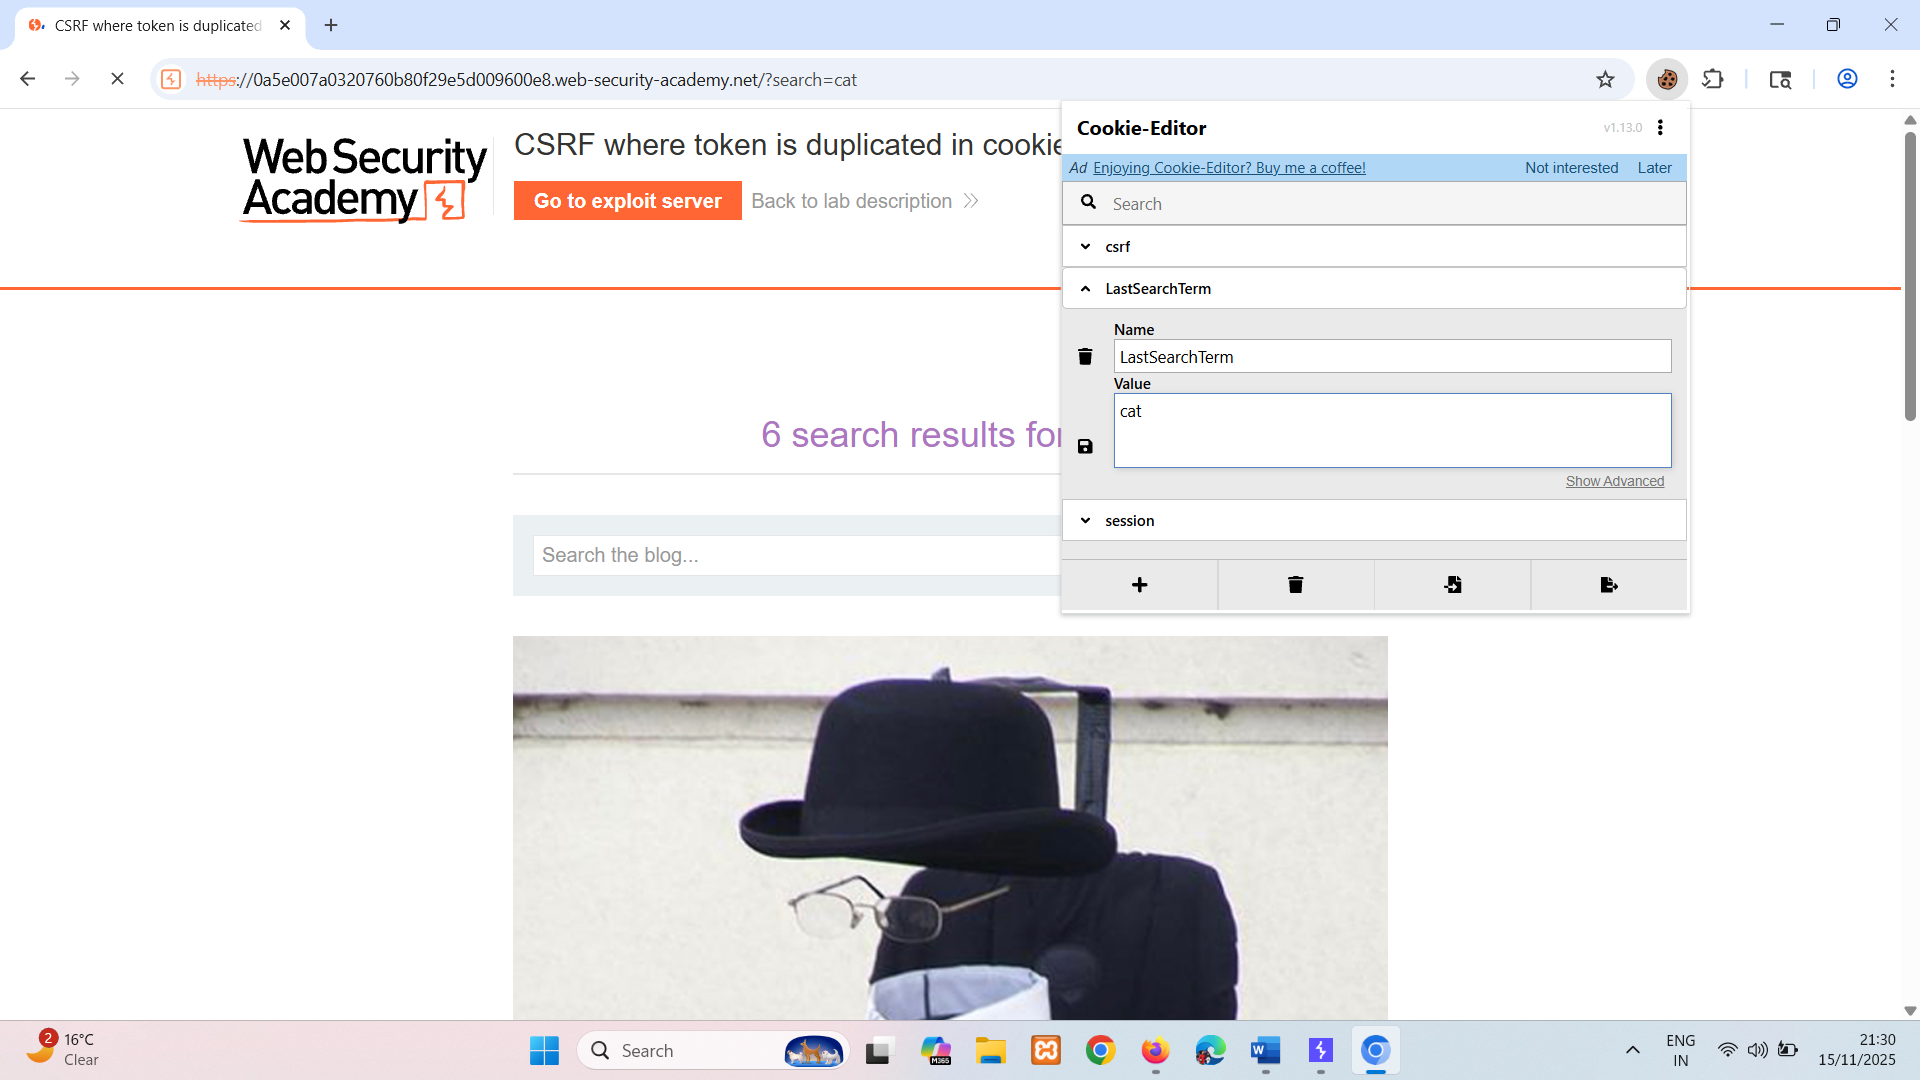 CSRF where token is duplicated
https://0a5e007a0320760b80f29e5d009600e8.web-security-academy.net/?search=cat
Web Security
Academy
CSRF where token is duplicated in cookie
Go to exploit server
Back to lab description
6 search results for
Search the blog...
Cookie-Editor
v1.13.0
Ad Enjoying Cookie-Editor? Buy me a coffee!
Not interested
Later
Search
csrf
LastSearchTerm
Name
LastSearchTerm
Value
cat
Show Advanced
session
2
16°C
Clear
Search
M365
W
ENG
IN
21:30
15/11/2025